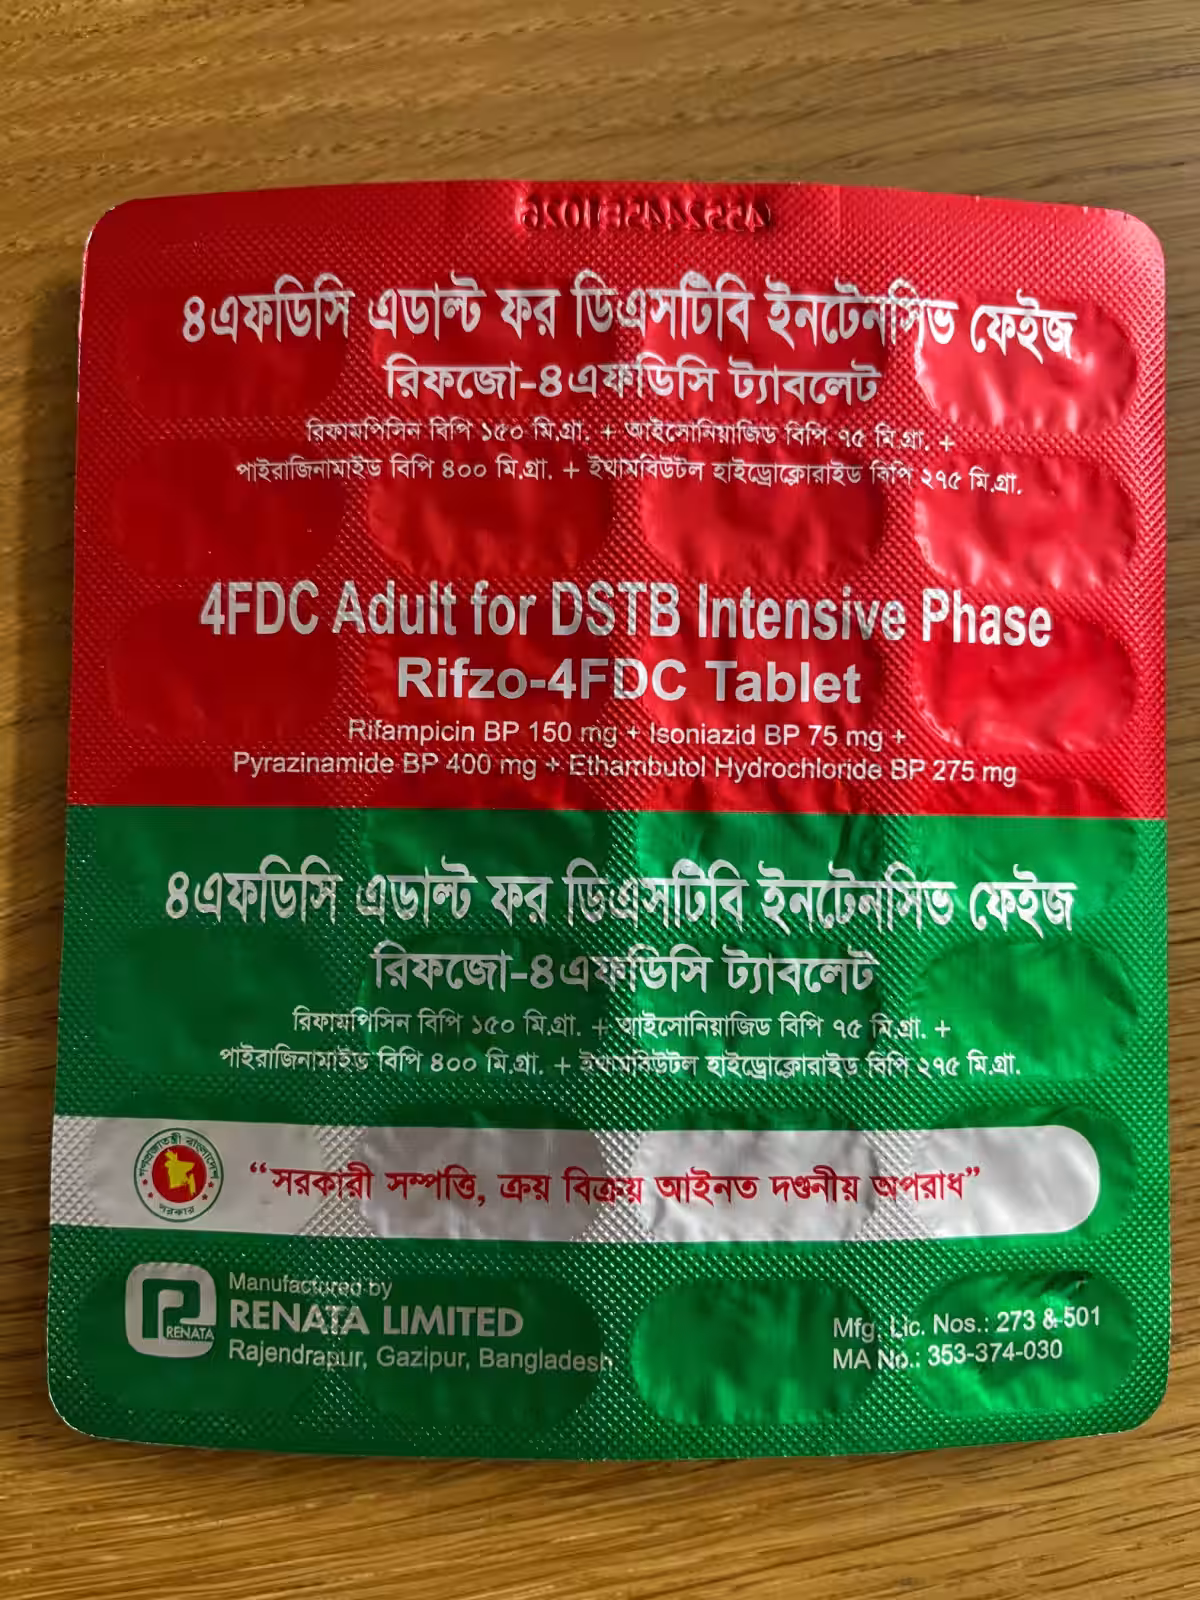 ৪এফডিসি এডাল্ট ফর ডিএসটিবি ইনটেনসিভ ফেইজ
রিফজো-৪এফডিসি ট্যাবলেট
রিফামপিসিন বিপি ১৫০ মি.গ্রা. + আইসোনিয়াজিড বিপি ৭৫ মি.গ্রা. +
পাইরাজিনামাইড বিপি ৪০০ মি.গ্রা. + ইথামবিউটল হাইড্রোক্লোরাইড বিপি ২৭৫ মি.গ্রা.
4FDC Adult for DSTB Intensive Phase
Rifzo-4FDC Tablet
Rifampicin BP 150 mg + Isoniazid BP 75 mg +
Pyrazinamide BP 400 mg + Ethambutol Hydrochloride BP 275 mg
৪এফডিসি এডাল্ট ফর ডিএসটিবি ইনটেনসিভ ফেইজ
রিফজো-৪এফডিসি ট্যাবলেট
রিফামপিসিন বিপি ১৫০ মি.গ্রা. + আইসোনিয়াজিড বিপি ৭৫ মি.গ্রা. +
পাইরাজিনামাইড বিপি ৪০০ মি.গ্রা. + ইথামবিউটল হাইড্রোক্লোরাইড বিপি ২৭৫ মি.গ্রা.
গণপ্রজাতন্ত্রী বাংলাদেশ
সরকার
“সরকারী সম্পত্তি, ক্রয় বিক্রয় আইনত দণ্ডনীয় অপরাধ”
RENATA
Manufactured by
RENATA LIMITED
Rajendrapur, Gazipur, Bangladesh
Mfg. Lic. Nos.: 273 & 501
MA No.: 353-374-030